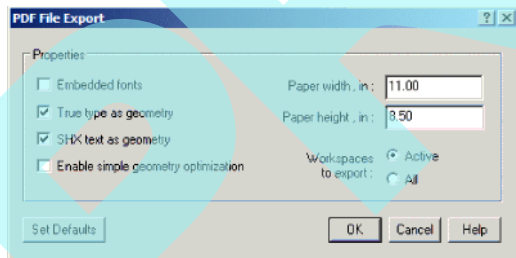 PDF File Export
Properties
Embedded fonts
True type as geometry
SHX text as geometry
Enable simple geometry optimization
Paper width , in : 11.00
Paper height , in : 8.50
Workspaces to export :
Active
All
Set Defaults
OK Cancel Help